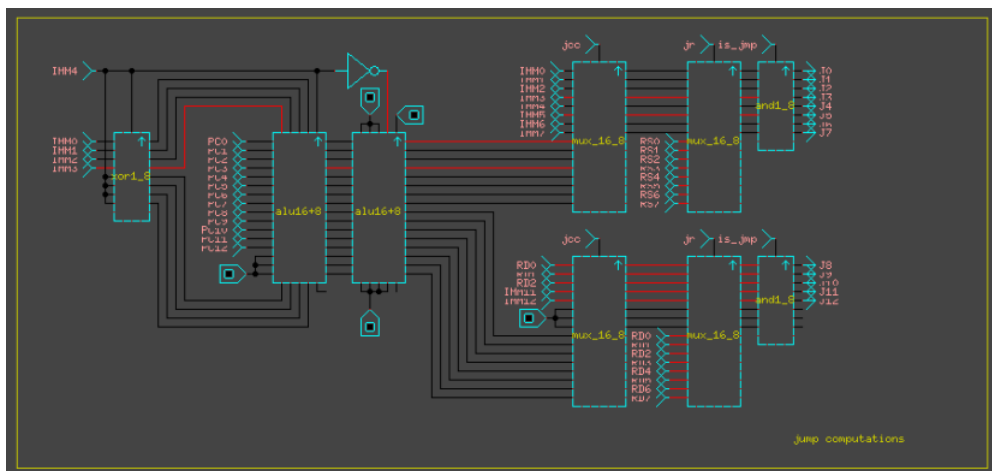 jcc
jr
is_jmp
IMM4
IMM0
IMM1
IMM2
IMM3
IMM4
IMM5
IMM6
IMM7
mux_16_8
mux_16_8
and1_8
J0
J1
J2
J3
J4
J5
J6
J7
IMM0
IMM1
IMM2
IMM3
xor1_8
PC0
PC1
PC2
PC3
PC4
PC5
PC6
PC7
PC8
PC9
PC10
PC11
PC12
alu16+8
alu16+8
RS0
RS1
RS2
RS3
RS4
RS5
RS6
RS7
jcc
jr
is_jmp
RD0
RD1
RD2
IMM11
IMM12
mux_16_8
mux_16_8
and1_8
J8
J9
J10
J11
J12
RD0
RD1
RD2
RD3
RD4
RD5
RD6
RD7
jump computations